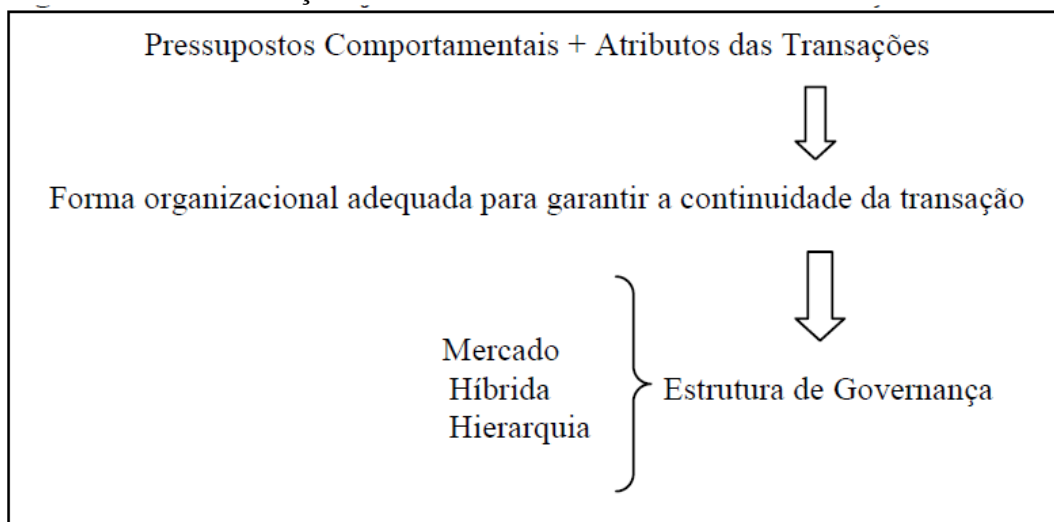 Pressupostos Comportamentais + Atributos das Transações
Forma organizacional adequada para garantir a continuidade da transação
Mercado
Híbrida
Hierarquia
Estrutura de Governança